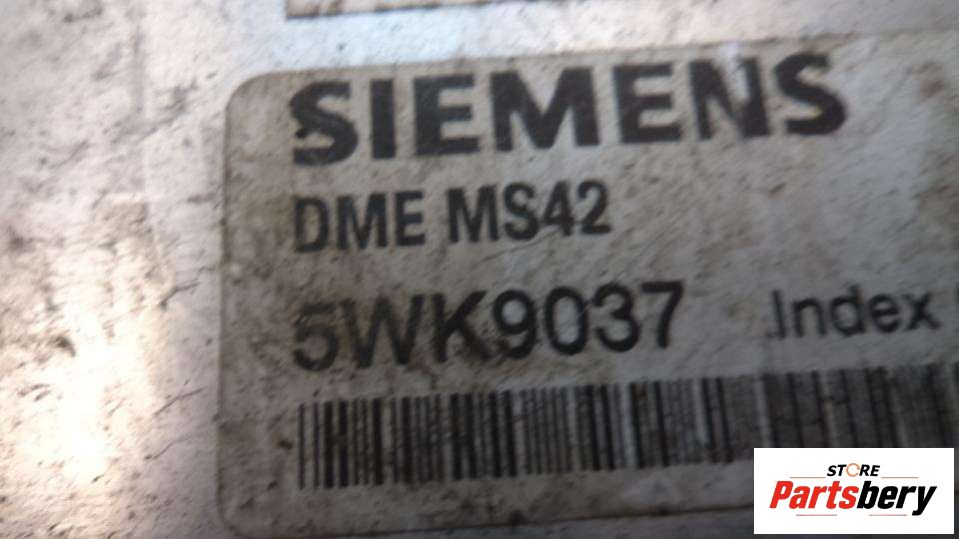 SIEMENS
DME MS42
5WK9037 Index
STORE
Partsbery